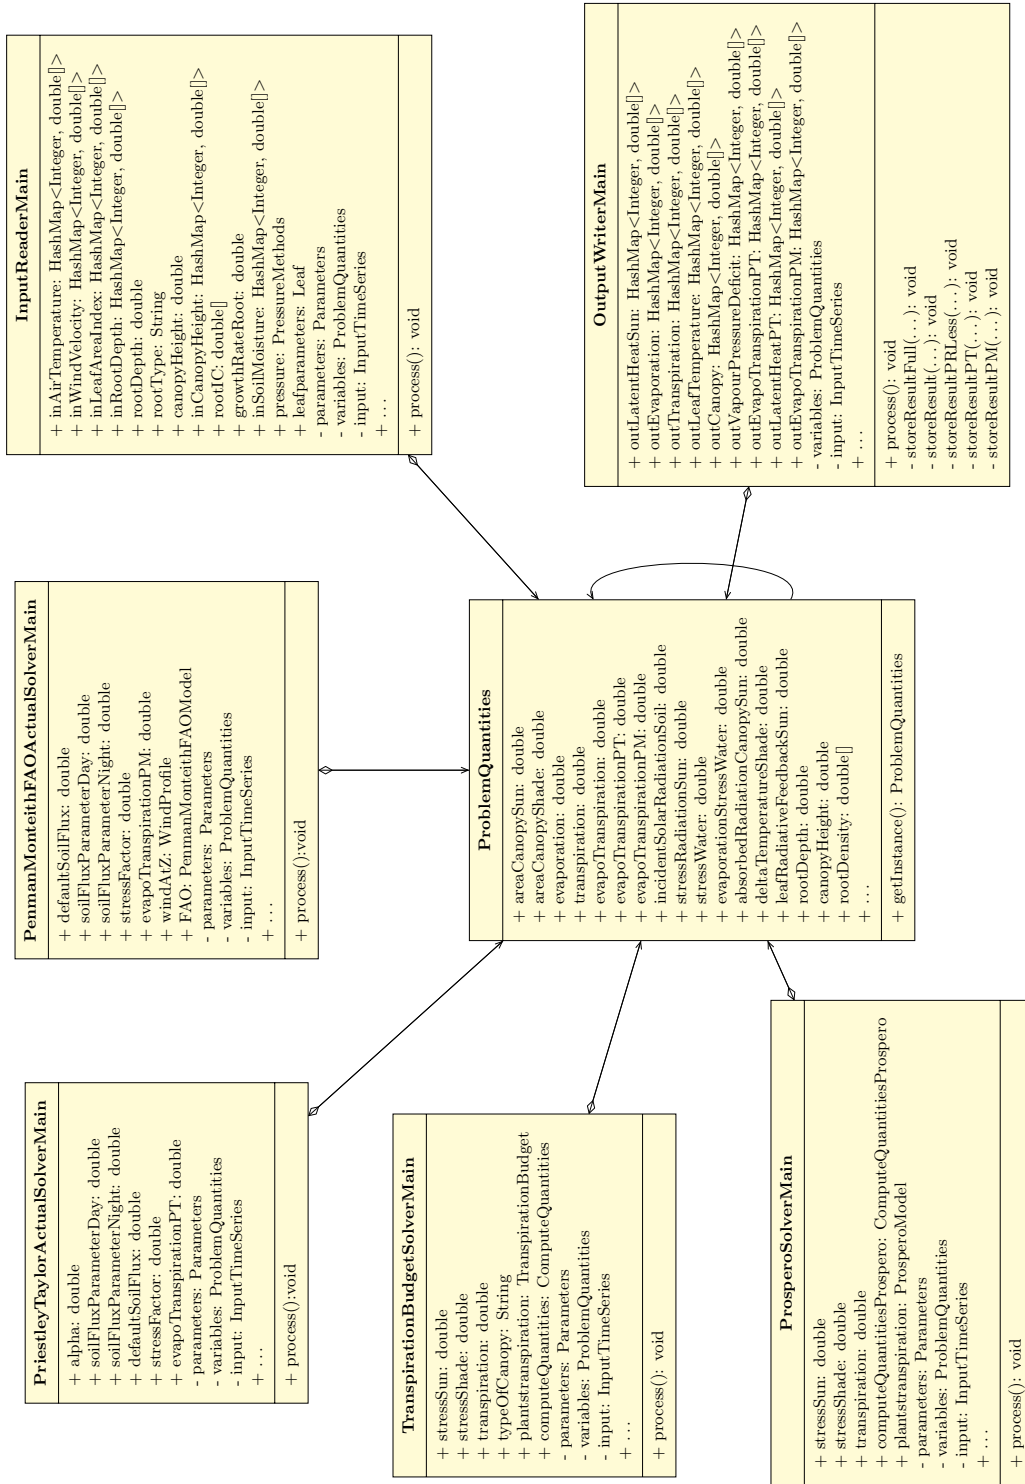 InputReaderMain
+ inAirTemperature: HashMap<Integer, double[]>
+ inWindVelocity: HashMap<Integer, double[]>
+ inLeafAreaIndex: HashMap<Integer, double[]>
+ inRootDepth: HashMap<Integer, double[]>
+ rootDepth: double
+ rootType: String
+ canopyHeight: double
+ inCanopyHeight: HashMap<Integer, double[]>
+ rootIC: double[]
+ growthRateRoot: double
+ inSoilMoisture: HashMap<Integer, double[]>
+ pressure: PressureMethods
+ leafparameters: Leaf
- parameters: Parameters
- variables: ProblemQuantities
- input: InputTimeSeries
+ ...
+ process(): void
OutputWriterMain
+ outLatentHeatSun: HashMap<Integer, double[]>
+ outEvaporation: HashMap<Integer, double[]>
+ outTranspiration: HashMap<Integer, double[]>
+ outLeafTemperature: HashMap<Integer, double[]>
+ outCanopy: HashMap<Integer, double[]>
+ outVapourPressureDeficit: HashMap<Integer, double[]>
+ outEvapoTranspirationPT: HashMap<Integer, double[]>
+ outLatentHeatPT: HashMap<Integer, double[]>
+ outEvapoTranspirationPM: HashMap<Integer, double[]>
- variables: ProblemQuantities
- input: InputTimeSeries
+ ...
+ process(): void
- storeResultFull(...): void
- storeResult(...): void
- storeResultPRLess(...): void
- storeResultPT(...): void
- storeResultPM(...): void
PenmanMonteithFAOActualSolverMain
+ defaultSoilFlux: double
+ soilFluxParameterDay: double
+ soilFluxParameterNight: double
+ stressFactor: double
+ evapoTranspirationPM: double
+ windAtZ: WindProfile
+ FAO: PenmanMonteithFAOModel
- parameters: Parameters
- variables: ProblemQuantities
- input: InputTimeSeries
+ ...
+ process():void
ProblemQuantities
+ areaCanopySun: double
+ areaCanopyShade: double
+ evaporation: double
+ transpiration: double
+ evapoTranspiration: double
+ evapoTranspirationPT: double
+ evapoTranspirationPM: double
+ incidentSolarRadiationSoil: double
+ stressRadiationSun: double
+ stressWater: double
+ evaporationStressWater: double
+ absorbedRadiationCanopySun: double
+ deltaTemperatureShade: double
+ leafRadiativeFeedbackSun: double
+ rootDepth: double
+ canopyHeight: double
+ rootDensity: double[]
+ ...
+ getInstance(): ProblemQuantities
PriestleyTaylorActualSolverMain
+ alpha: double
+ soilFluxParameterDay: double
+ soilFluxParameterNight: double
+ defaultSoilFlux: double
+ stressFactor: double
+ evapoTranspirationPT: double
- parameters: Parameters
- variables: ProblemQuantities
- input: InputTimeSeries
+ ...
+ process():void
TranspirationBudgetSolverMain
+ stressSun: double
+ stressShade: double
+ transpiration: double
+ typeOfCanopy: String
+ plantstranspiration: TranspirationBudget
+ computeQuantities: ComputeQuantities
- parameters: Parameters
- variables: ProblemQuantities
- input: InputTimeSeries
+ ...
+ process(): void
ProsperoSolverMain
+ stressSun: double
+ stressShade: double
+ transpiration: double
+ computeQuantitiesProspero: ComputeQuantitiesProspero
+ plantstranspiration: ProsperoModel
- parameters: Parameters
- variables: ProblemQuantities
- input: InputTimeSeries
+ ...
+ process(): void